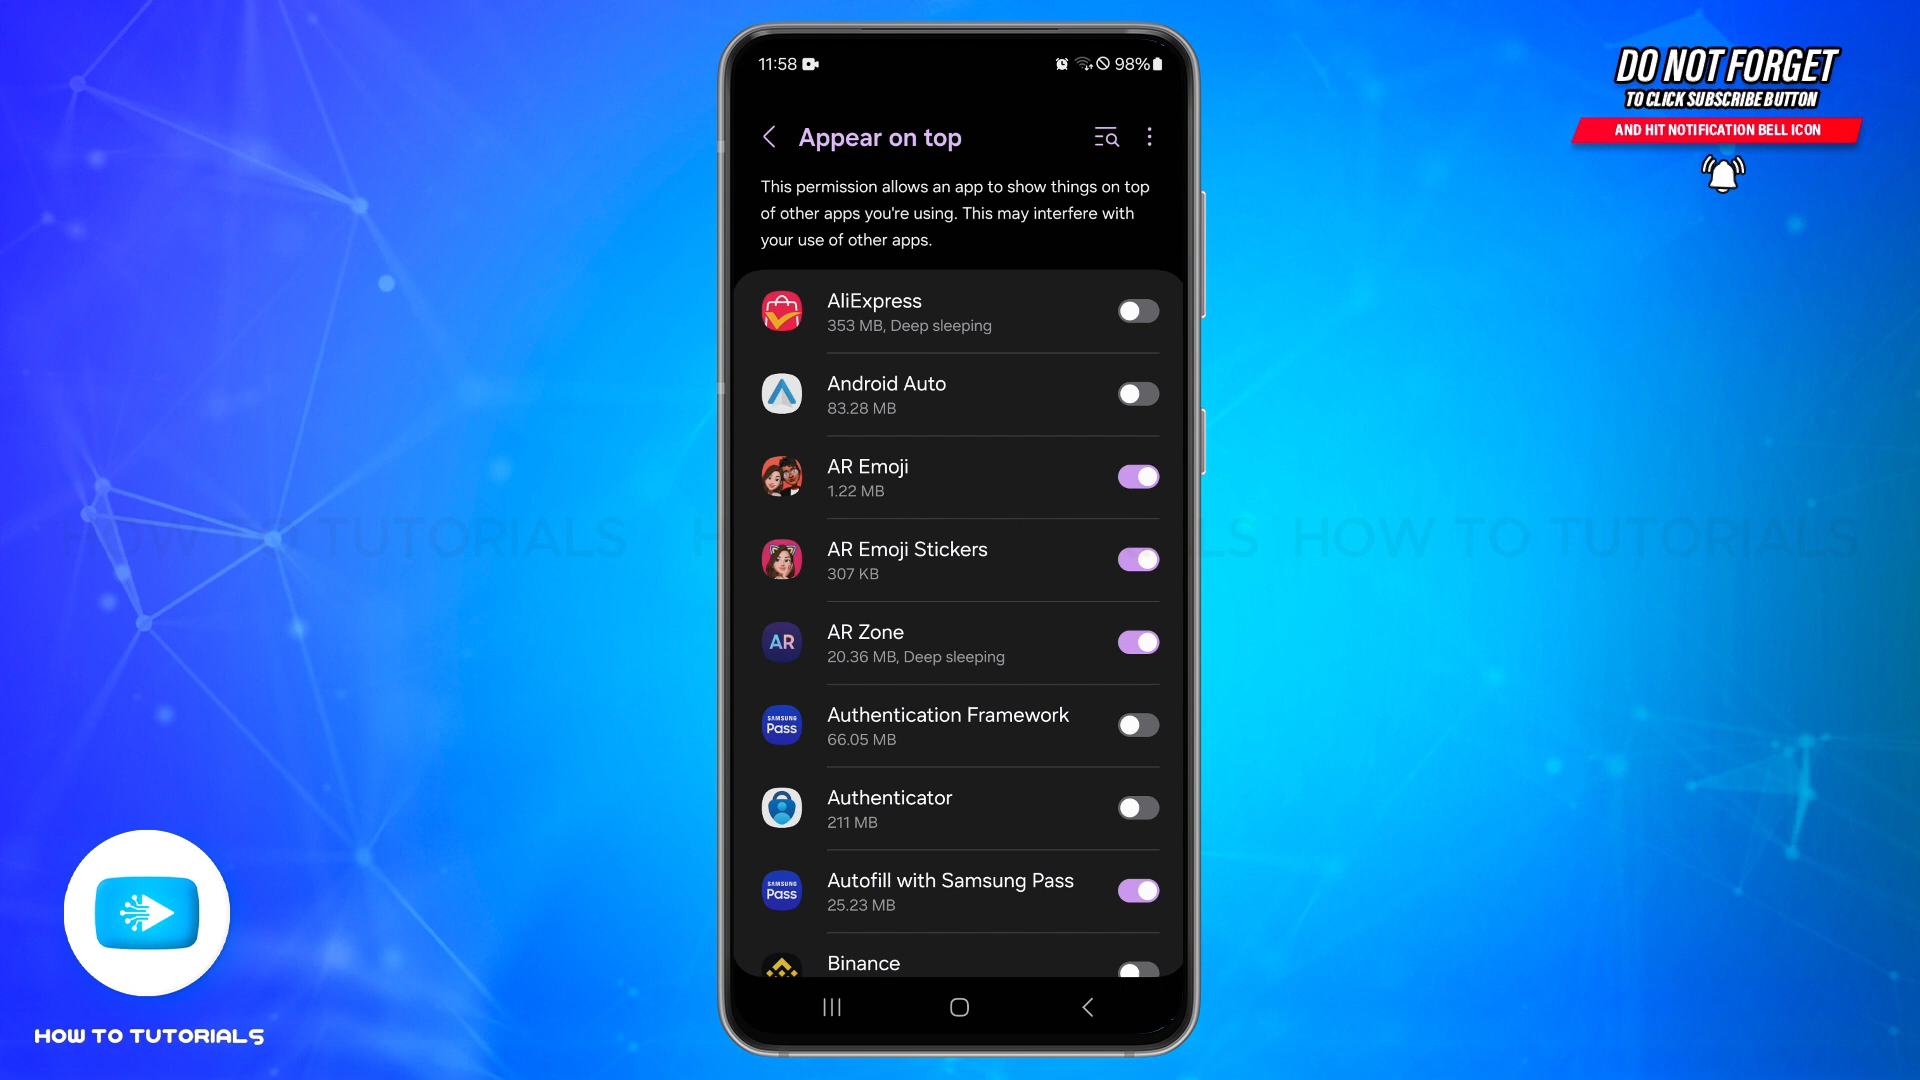 11:58
98%
Appear on top
This permission allows an app to show things on top
of other apps you're using. This may interfere with
your use of other apps.
AliExpress
353 MB, Deep sleeping
Android Auto
83.28 MB
AR Emoji
1.22 MB
AR Emoji Stickers
307 KB
AR
AR Zone
20.36 MB, Deep sleeping
SAMSUNG
Pass
Authentication Framework
66.05 MB
Authenticator
211 MB
SAMSUNG
Pass
Autofill with Samsung Pass
25.23 MB
Binance
DO NOT FORGET
TO CLICK SUBSCRIBE BUTTON
AND HIT NOTIFICATION BELL ICON
HOW TO TUTORIALS
HOW TO TUTORIALS
HOW TO TUTORIALS